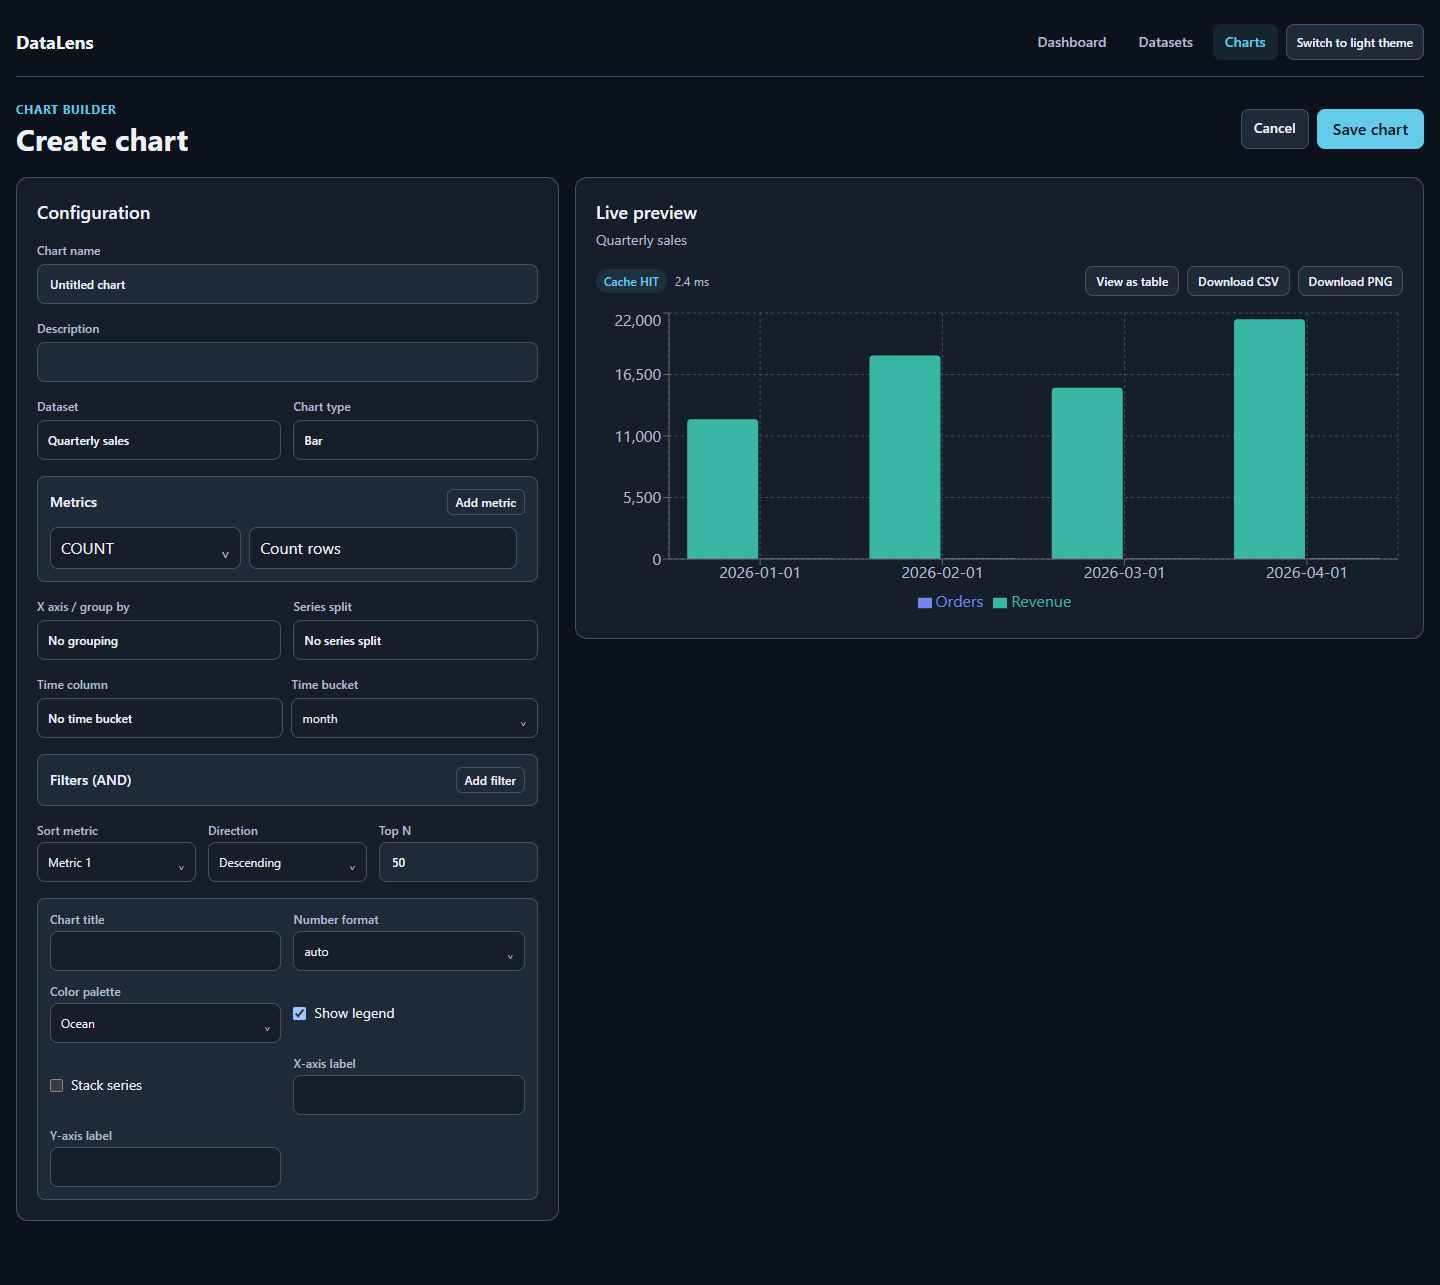 DataLens
Dashboard
Datasets
Charts
Switch to light theme
CHART BUILDER
Create chart
Cancel
Save chart
Configuration
Chart name
Untitled chart
Description
Dataset
Chart type
Quarterly sales
Bar
Metrics
Add metric
COUNT
Count rows
X axis / group by
Series split
No grouping
No series split
Time column
Time bucket
No time bucket
month
Filters (AND)
Add filter
Sort metric
Direction
Top N
Metric 1
Descending
50
Chart title
Number format
auto
Color palette
Ocean
Show legend
Stack series
X-axis label
Y-axis label
Live preview
Quarterly sales
Cache HIT
2.4 ms
View as table
Download CSV
Download PNG
22,000
16,500
11,000
5,500
0
2026-01-01
2026-02-01
2026-03-01
2026-04-01
Orders
Revenue